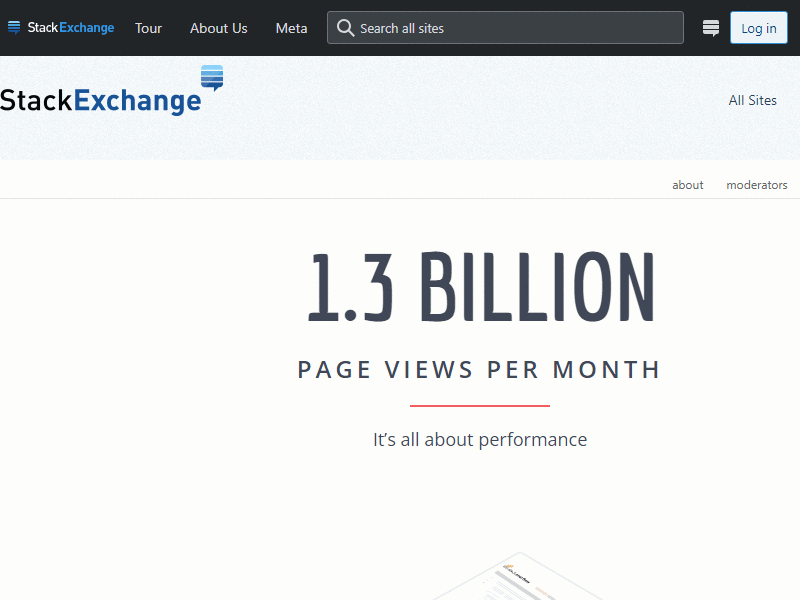 StackExchange Tour About Us Meta Search all sites Log in
StackExchange
All Sites
about moderators
1.3 BILLION
PAGE VIEWS PER MONTH
It's all about performance